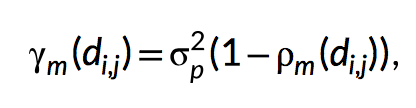 γₘ(dᵢ,ⱼ) = σ²ₚ(1 − ρₘ(dᵢ,ⱼ)),